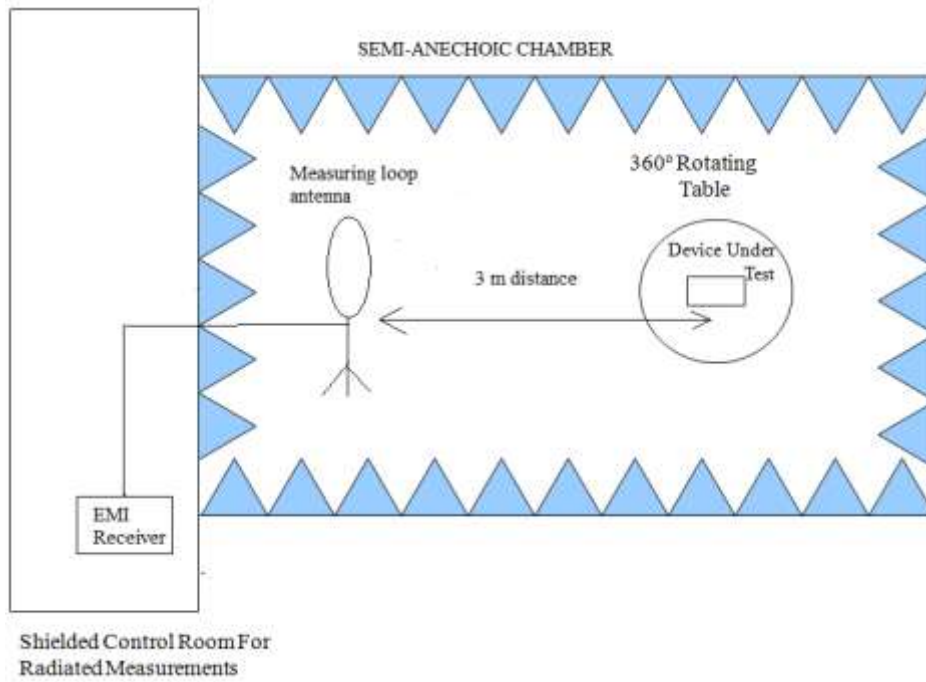 SEMI-ANECHOIC CHAMBER
Measuring loop
antenna
360° Rotating
Table
Device Under
Test
3 m distance
EMI
Receiver
Shielded Control Room For
Radiated Measurements